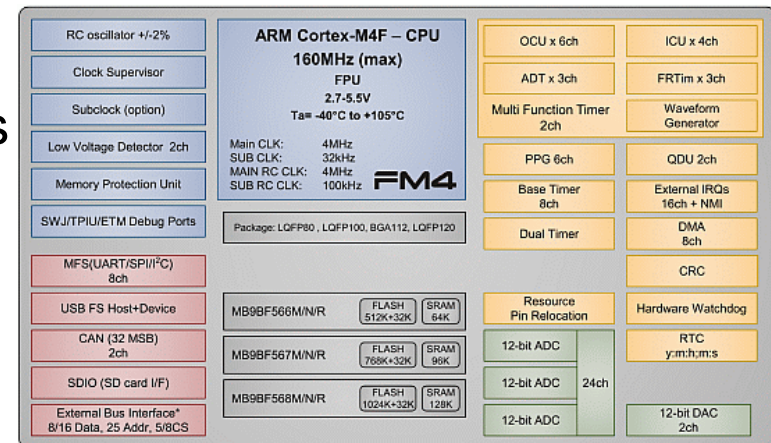 s
RC oscillator +/-2%
Clock Supervisor
Subclock (option)
Low Voltage Detector 2ch
Memory Protection Unit
SWJ/TPIU/ETM Debug Ports
MFS(UART/SPI/I²C)
8ch
USB FS Host+Device
CAN (32 MSB)
2ch
SDIO (SD card I/F)
External Bus Interface*
8/16 Data, 25 Addr, 5/8CS
ARM Cortex-M4F – CPU
160MHz (max)
FPU
2.7-5.5V
Ta= -40°C to +105°C
Main CLK: 4MHz
SUB CLK: 32kHz
MAIN RC CLK: 4MHz
SUB RC CLK: 100kHz
FM4
Package: LQFP80 , LQFP100, BGA112, LQFP120
MB9BF566M/N/R
FLASH
512K+32K
SRAM
64K
MB9BF567M/N/R
FLASH
768K+32K
SRAM
96K
MB9BF568M/N/R
FLASH
1024K+32K
SRAM
128K
OCU x 6ch
ICU x 4ch
ADT x 3ch
FRTim x 3ch
Multi Function Timer
2ch
Waveform
Generator
PPG 6ch
QDU 2ch
Base Timer
8ch
External IRQs
16ch + NMI
Dual Timer
DMA
8ch
CRC
Resource
Pin Relocation
Hardware Watchdog
12-bit ADC
12-bit ADC
12-bit ADC
24ch
RTC
y:m:h;m:s
12-bit DAC
2ch